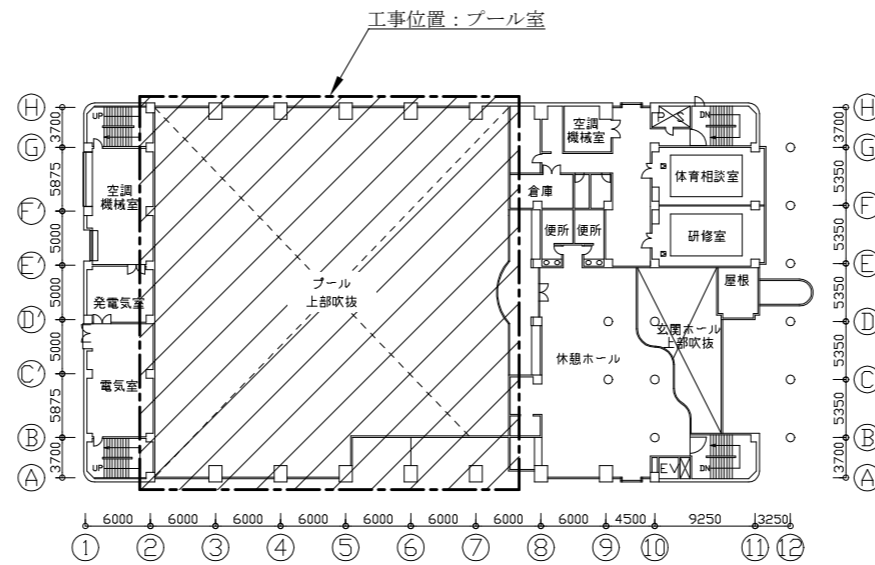 工事位置：プール室
H
3700
G
5875
F'
5000
E'
5000
D'
5000
C'
5875
B
3700
A
UP
空調
機械室
発電気室
電気室
UP
プール
上部吹抜
空調
機械室
倉庫
便所
便所
休憩ホール
PS
DN
体育相談室
研修室
屋根
玄関ホール
上部吹抜
EV
DN
H
3700
G
5350
F
5350
E
5350
D
5350
C
5350
B
3700
A
6000 6000 6000 6000 6000 6000 6000 6000 4500 9250 3250
① ② ③ ④ ⑤ ⑥ ⑦ ⑧ ⑨ ⑩ ⑪ ⑫